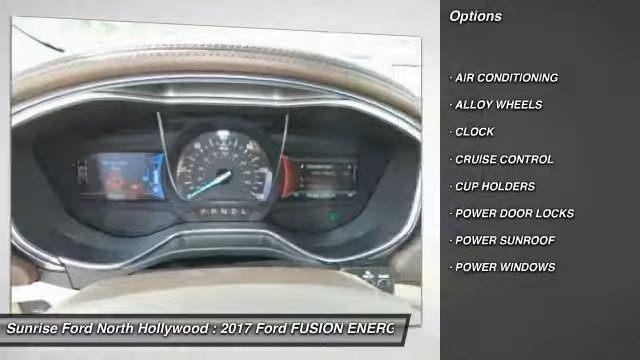 Options
· AIR CONDITIONING
· ALLOY WHEELS
· CLOCK
· CRUISE CONTROL
· CUP HOLDERS
· POWER DOOR LOCKS
· POWER SUNROOF
· POWER WINDOWS
P R N D L
Sunrise Ford North Hollywood : 2017 Ford FUSION ENERG